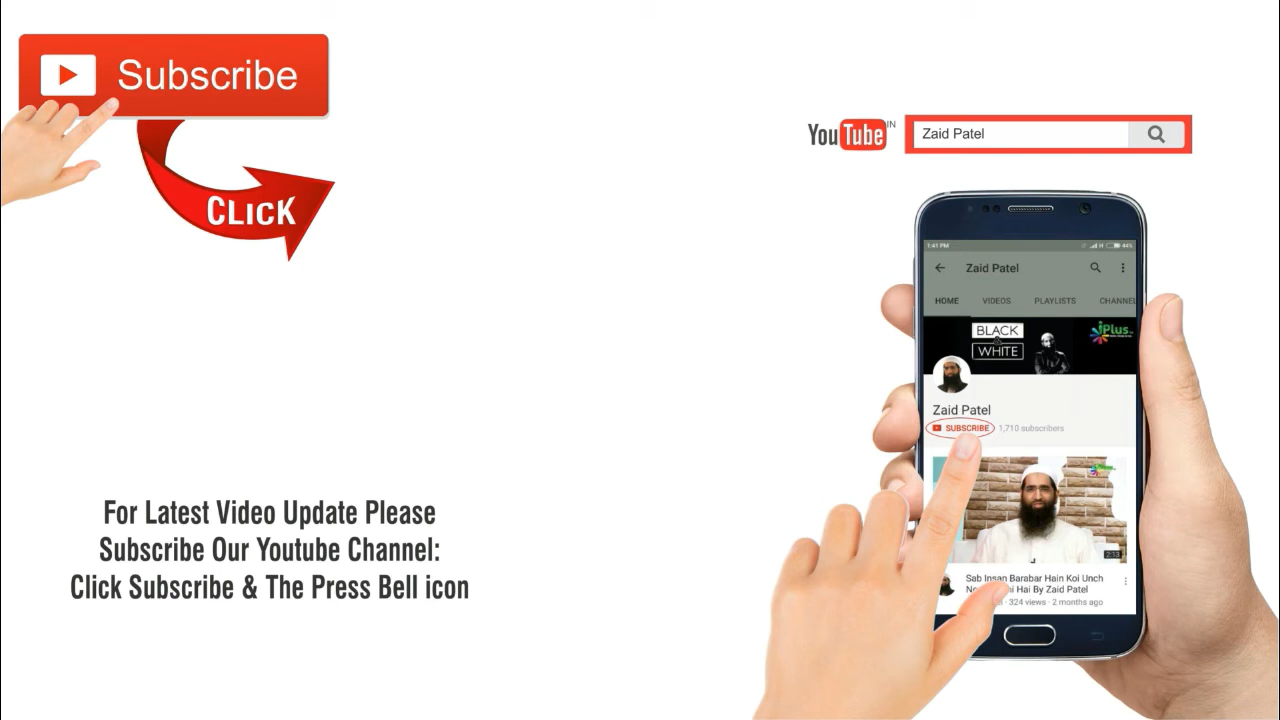 Subscribe
CLiCK
YouTube IN
Zaid Patel
1:41 PM
44%
Zaid Patel
HOME VIDEOS PLAYLISTS CHANNEL
BLACK
&
WHITE
iPlus
Zaid Patel
SUBSCRIBE 1,710 subscribers
2:13
Sab Insan Barabar Hain Koi Unch
Hai By Zaid Patel
324 views · 2 months ago
For Latest Video Update Please
Subscribe Our Youtube Channel:
Click Subscribe & The Press Bell icon